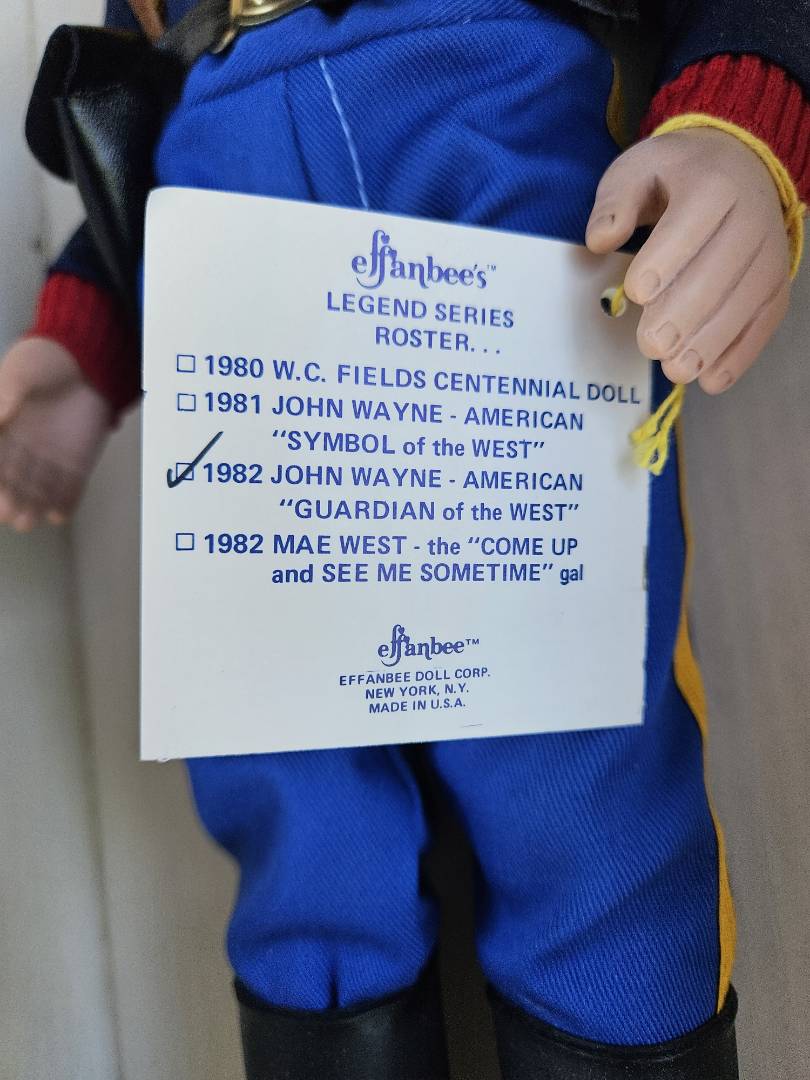 effanbee's™
LEGEND SERIES
ROSTER...
☐ 1980 W.C. FIELDS CENTENNIAL DOLL
☐ 1981 JOHN WAYNE - AMERICAN
"SYMBOL of the WEST"
☑ 1982 JOHN WAYNE - AMERICAN
"GUARDIAN of the WEST"
☐ 1982 MAE WEST - the "COME UP
and SEE ME SOMETIME" gal
effanbee™
EFFANBEE DOLL CORP.
NEW YORK, N.Y.
MADE IN U.S.A.